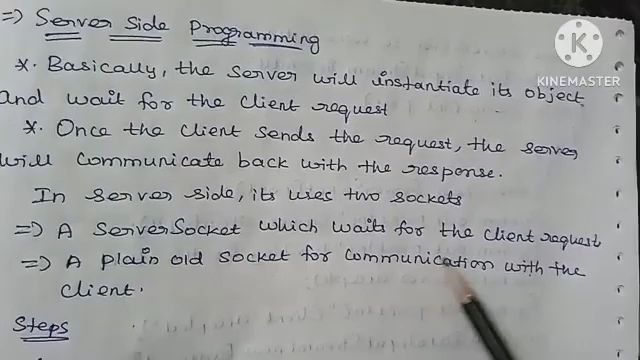 => Server Side Programming
*. Basically, the server will instantiate its object
and wait for the client request
*. Once the client sends the request, the server
will communicate back with the response.
In server side, its uses two sockets
=) A ServerSocket which waits for the client request
=) A plain old socket for communication with the
client.
Steps
K
KINEMASTER